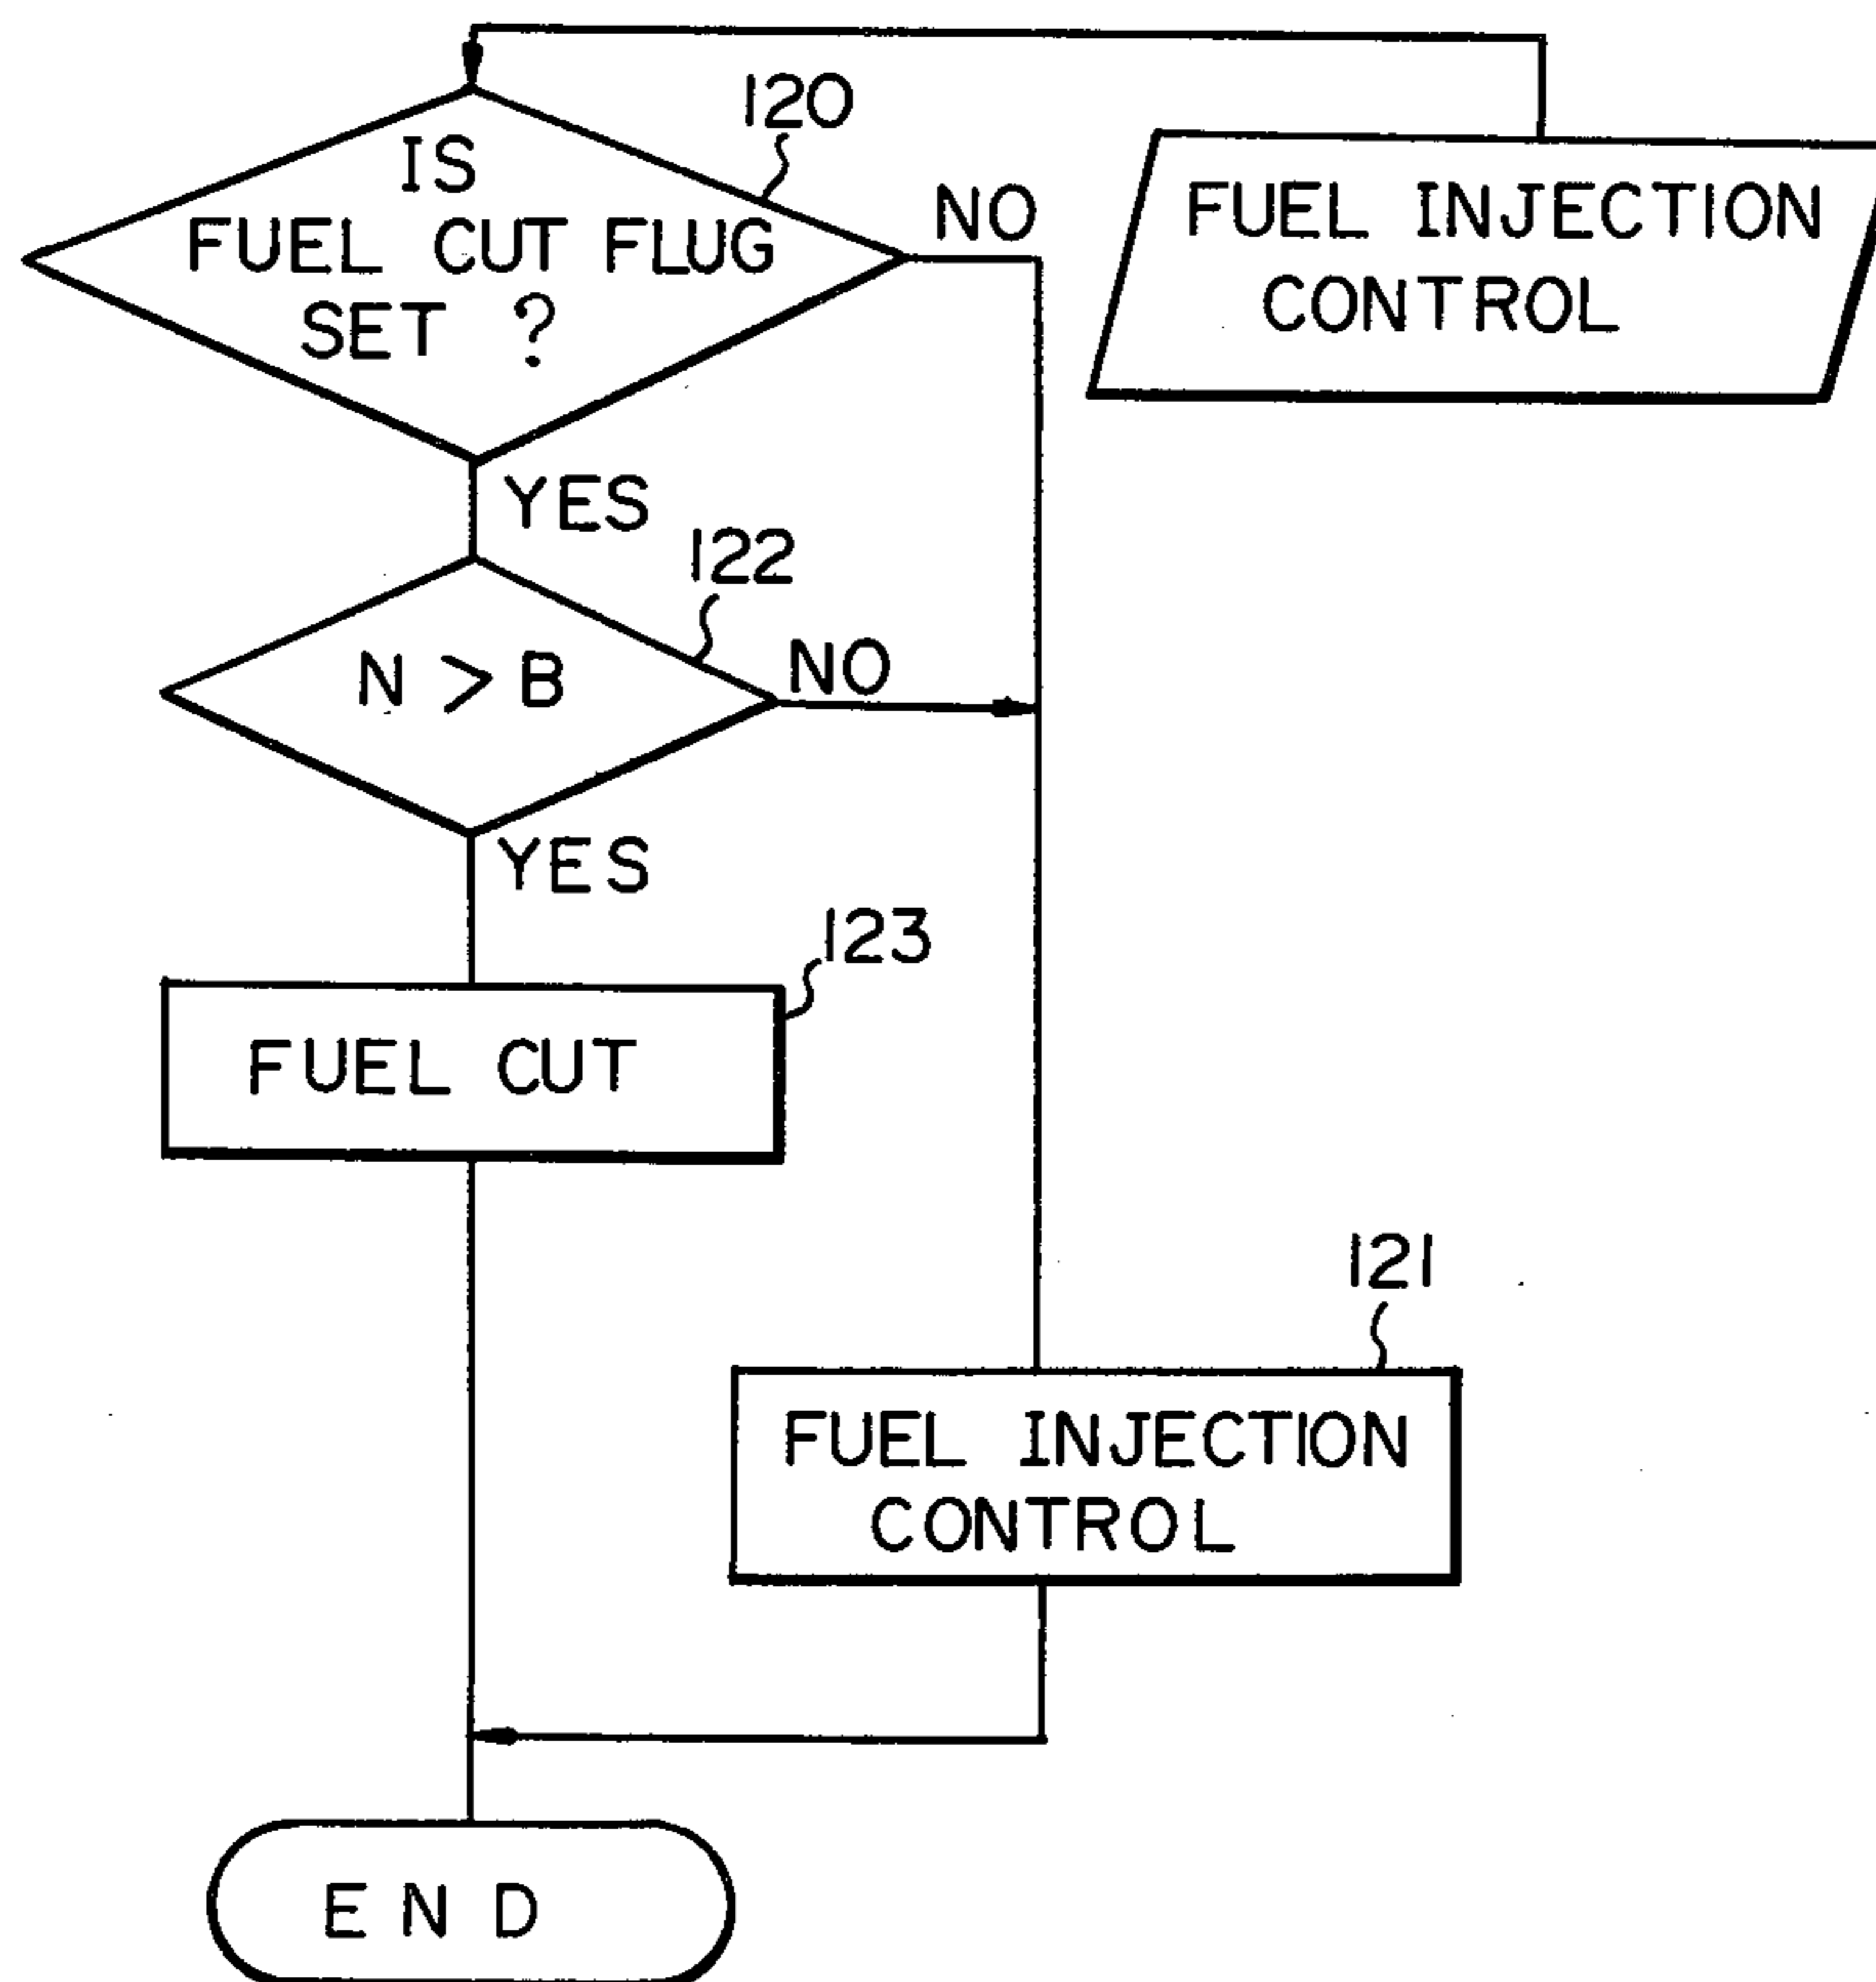 120
IS
FUEL CUT FLUG
SET ?
NO
FUEL INJECTION
CONTROL
YES
122
N > B
NO
YES
123
FUEL CUT
121
FUEL INJECTION
CONTROL
END